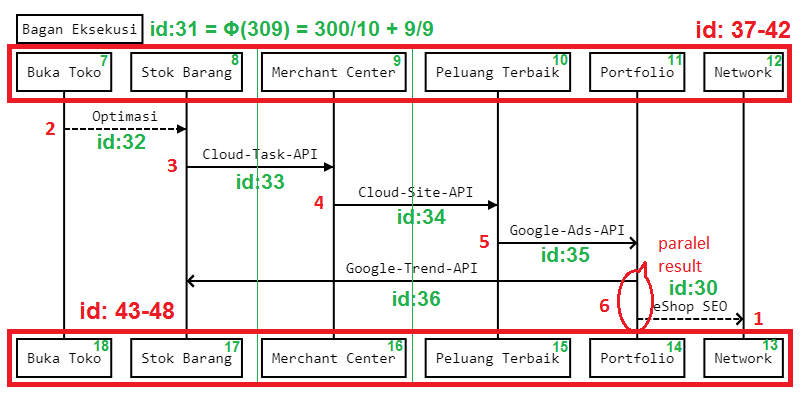 Bagan Eksekusi
id:31 = Φ(309) = 300/10 + 9/9
id: 37-42
7 8 9 10 11 12
Buka Toko Stok Barang Merchant Center Peluang Terbaik Portfolio Network
Optimasi
2
id:32
Cloud-Task-API
3
id:33
Cloud-Site-API
4
id:34
Google-Ads-API
5
id:35
paralel
result
Google-Trend-API
id:36
id:30
id: 43-48
6
eShop SEO
1
Buka Toko Stok Barang Merchant Center Peluang Terbaik Portfolio Network
18 17 16 15 14 13